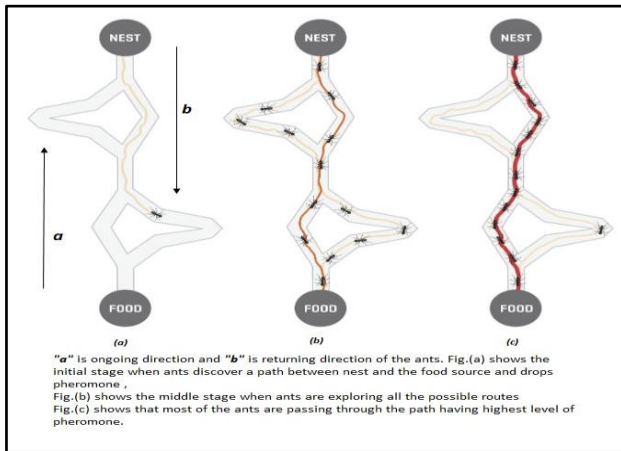 NEST
NEST
NEST
b
a
FOOD
FOOD
FOOD
(a)
(b)
(c)
"a" is ongoing direction and "b" is returning direction of the ants. Fig.(a) shows the
initial stage when ants discover a path between nest and the food source and drops
pheromone ,
Fig.(b) shows the middle stage when ants are exploring all the possible routes
Fig.(c) shows that most of the ants are passing through the path having highest level of
pheromone.